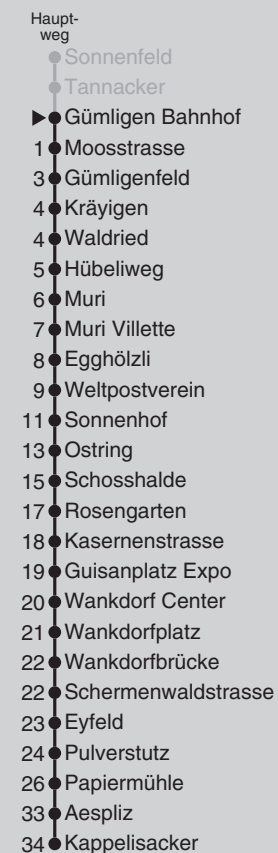 Haupt-
weg
Sonnenfeld
Tannacker
Gümligen Bahnhof
1 Moosstrasse
3 Gümligenfeld
4 Kräyigen
4 Waldried
5 Hübeliweg
6 Muri
7 Muri Villette
8 Egghölzli
9 Weltpostverein
11 Sonnenhof
13 Ostring
15 Schosshalde
17 Rosengarten
18 Kasernenstrasse
19 Guisanplatz Expo
20 Wankdorf Center
21 Wankdorfplatz
22 Wankdorfbrücke
22 Schermenwaldstrasse
23 Eyfeld
24 Pulverstutz
26 Papiermühle
33 Aespliz
34 Kappelisacker